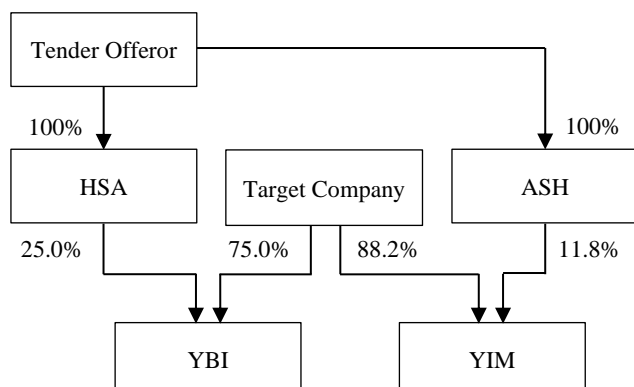 Tender Offeror
100%
100%
HSA
Target Company
ASH
25.0%
75.0%
88.2%
11.8%
YBI
YIM